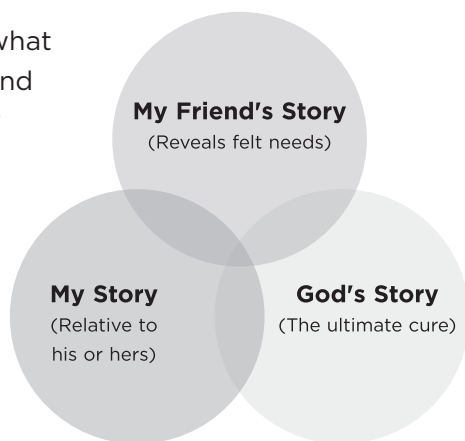 what
nd
My Friend's Story
(Reveals felt needs)
My Story
(Relative to
his or hers)
God's Story
(The ultimate cure)